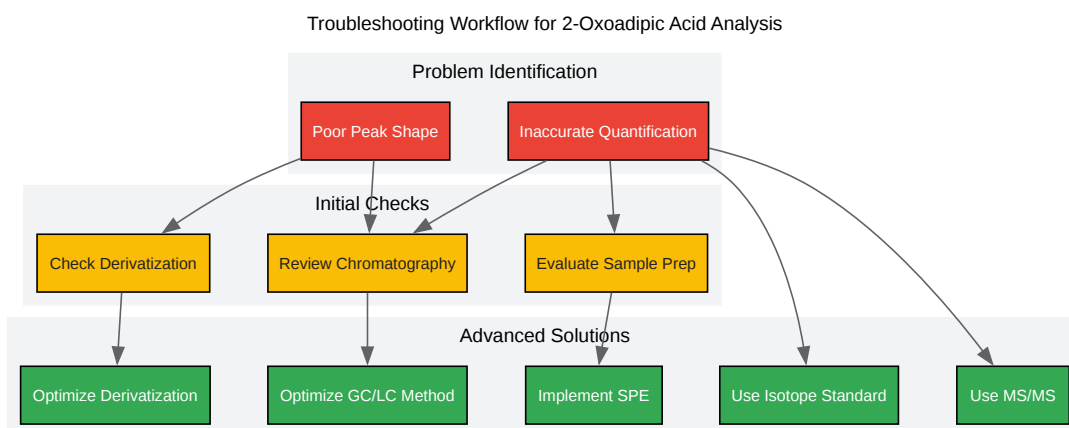 Troubleshooting Workflow for 2-Oxoadipic Acid Analysis
Problem Identification
Poor Peak Shape
Inaccurate Quantification
Initial Checks
Check Derivatization
Review Chromatography
Evaluate Sample Prep
Advanced Solutions
Optimize Derivatization
Optimize GC/LC Method
Implement SPE
Use Isotope Standard
Use MS/MS